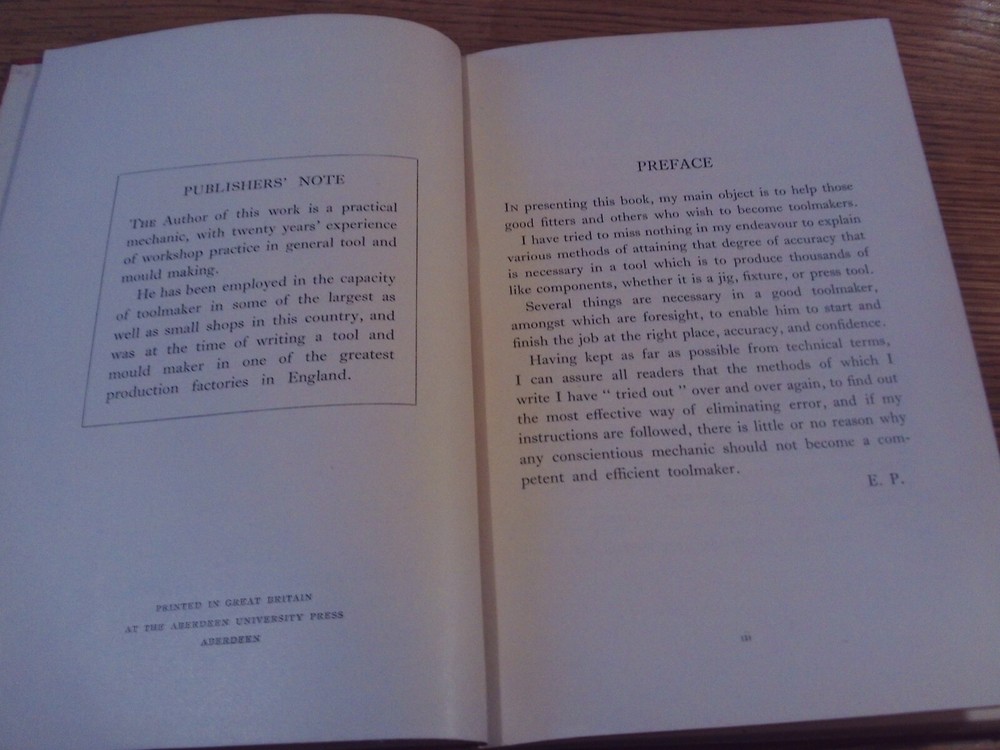 PUBLISHERS' NOTE
THE Author of this work is a practical
mechanic, with twenty years' experience
of workshop practice in general tool and
mould making.
He has been employed in the capacity
of toolmaker in some of the largest as
well as small shops in this country, and
was at the time of writing a tool and
mould maker in one of the greatest
production factories in England.
PRINTED IN GREAT BRITAIN
AT THE ABERDEEN UNIVERSITY PRESS
ABERDEEN
PREFACE
IN presenting this book, my main object is to help those
good fitters and others who wish to become toolmakers.
I have tried to miss nothing in my endeavour to explain
various methods of attaining that degree of accuracy that
is necessary in a tool which is to produce thousands of
like components, whether it is a jig, fixture, or press tool.
Several things are necessary in a good toolmaker,
amongst which are foresight, to enable him to start and
finish the job at the right place, accuracy, and confidence.
Having kept as far as possible from technical terms,
I can assure all readers that the methods of which I
write I have " tried out " over and over again, to find out
the most effective way of eliminating error, and if my
instructions are followed, there is little or no reason why
any conscientious mechanic should not become a com-
petent and efficient toolmaker.
E. P.